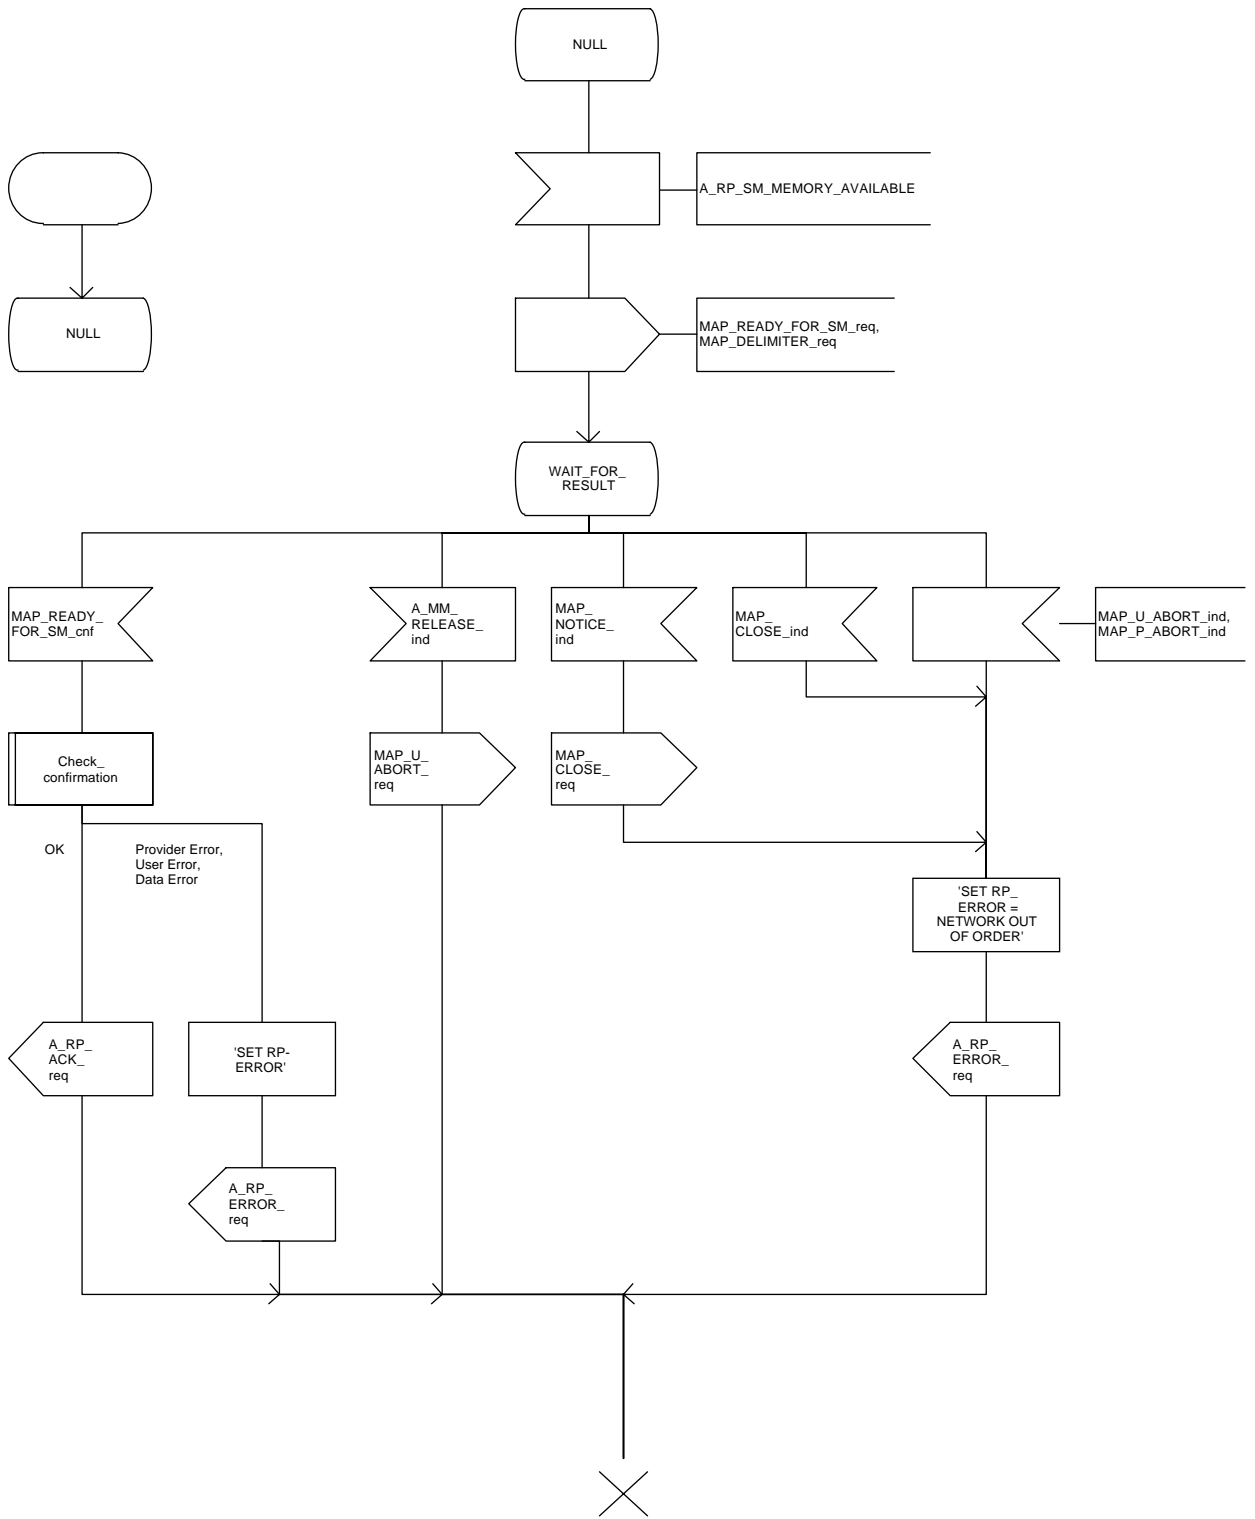 NULL
A_RP_SM_MEMORY_AVAILABLE
NULL
MAP_READY_FOR_SM_req,
MAP_DELIMITER_req
WAIT_FOR_
RESULT
MAP_READY_
FOR_SM_cnf
A_MM_
RELEASE_
ind
MAP_
NOTICE_
ind
MAP_
CLOSE_ind
MAP_U_ABORT_ind,
MAP_P_ABORT_ind
Check_
confirmation
MAP_U_
ABORT_
req
MAP_
CLOSE_
req
OK
Provider Error,
User Error,
Data Error
'SET RP_
ERROR =
NETWORK OUT
OF ORDER'
A_RP_
ACK_
req
'SET RP-
ERROR'
A_RP_
ERROR_
req
A_RP_
ERROR_
req